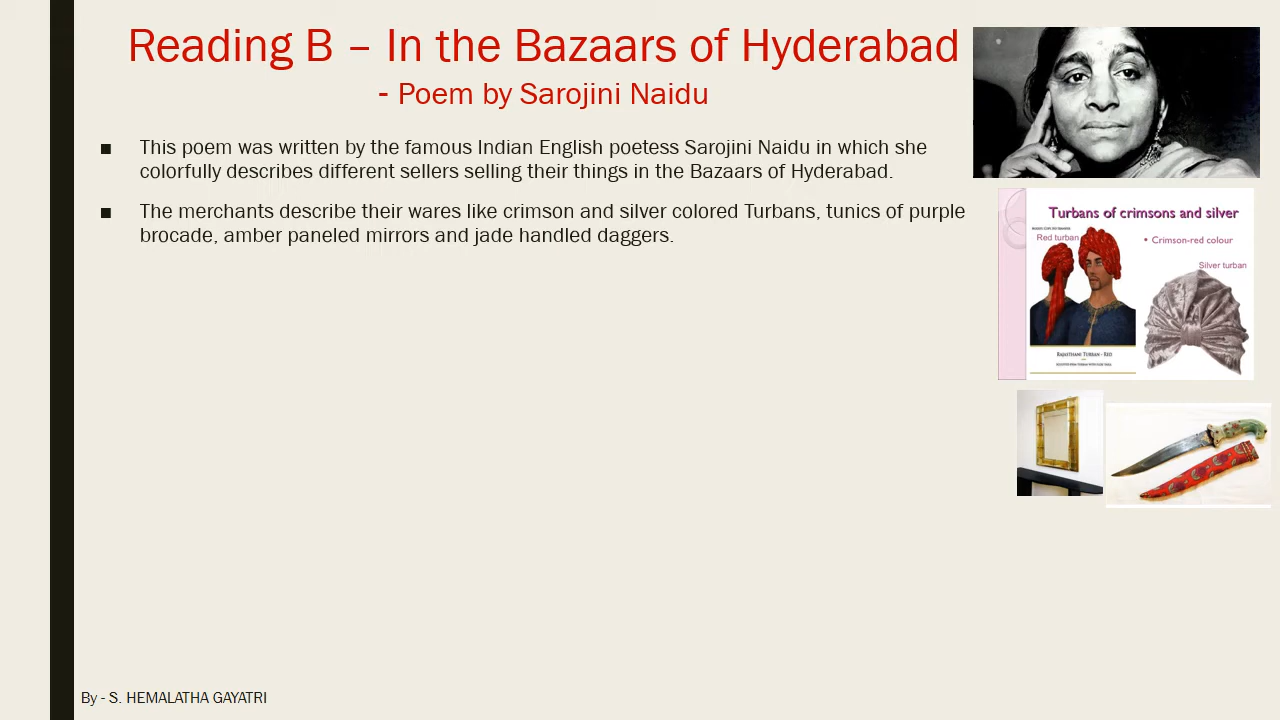 Reading B – In the Bazaars of Hyderabad
- Poem by Sarojini Naidu
■ This poem was written by the famous Indian English poetess Sarojini Naidu in which she
colorfully describes different sellers selling their things in the Bazaars of Hyderabad.
■ The merchants describe their wares like crimson and silver colored Turbans, tunics of purple
brocade, amber paneled mirrors and jade handled daggers.
Turbans of crimsons and silver
Red turban
• Crimson-red colour
Silver turban
RAJASTHANI TURBAN - RED
By - S. HEMALATHA GAYATRI